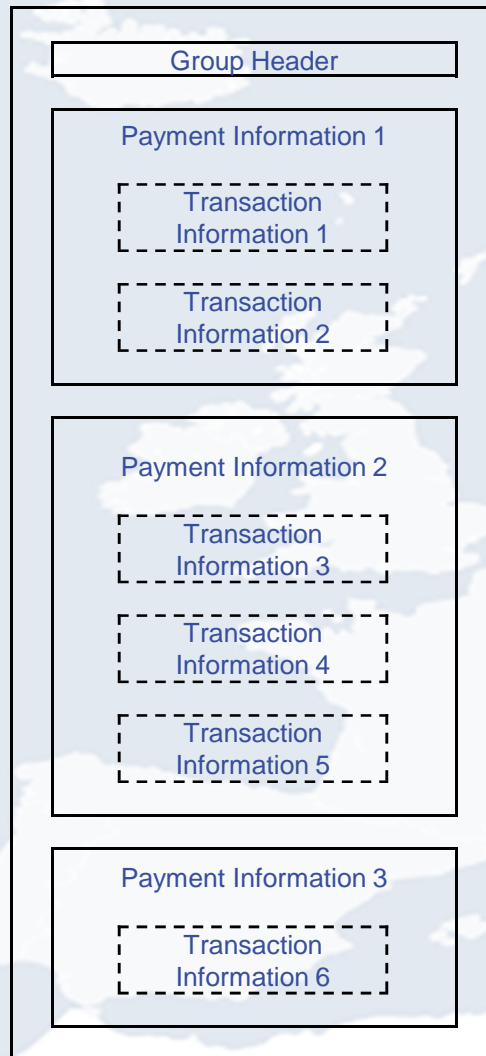 Group Header
Payment Information 1
Transaction
Information 1
Transaction
Information 2
Payment Information 2
Transaction
Information 3
Transaction
Information 4
Transaction
Information 5
Payment Information 3
Transaction
Information 6